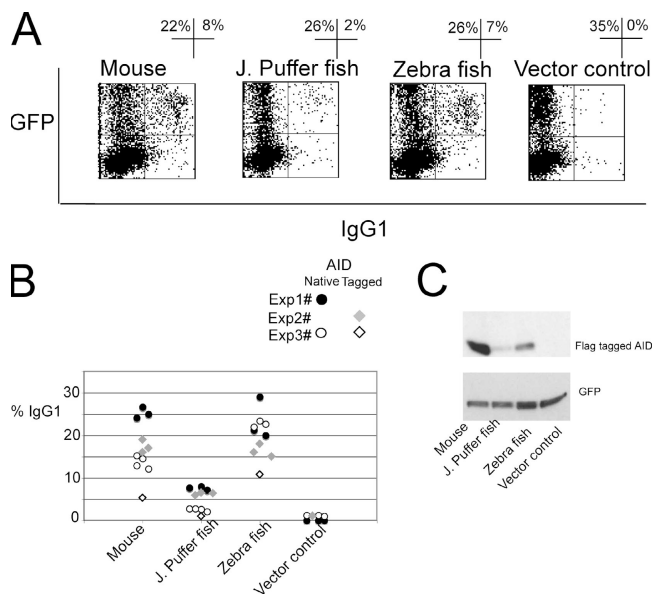 A
22% 8%
26% 2%
26% 7%
35% 0%
Mouse
J. Puffer fish
Zebra fish
Vector control
GFP
IgG1
B
AID
Native Tagged
Exp1#
Exp2#
Exp3#
% IgG1
30
20
10
0
Mouse
J. Puffer fish
Zebra fish
Vector control
C
Flag tagged AID
GFP
Mouse
J. Puffer fish
Zebra fish
Vector control